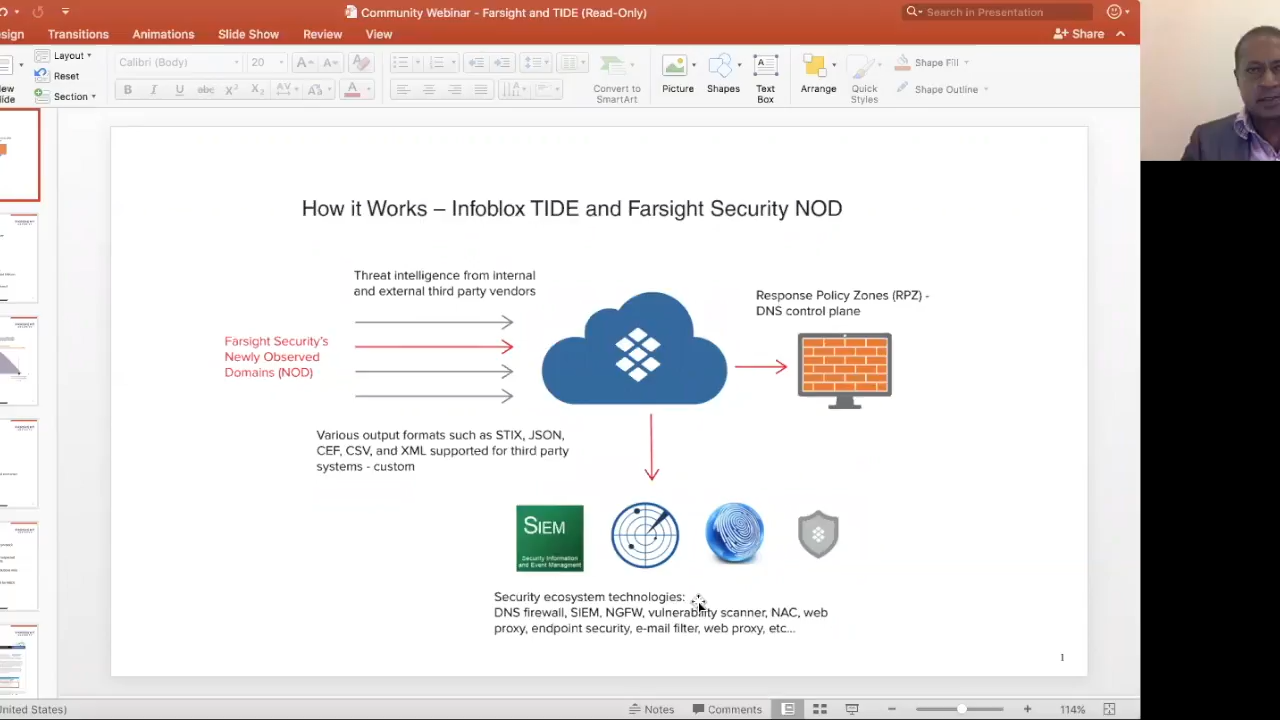 Community Webinar - Farsight and TIDE (Read-Only)
Search in Presentation
Transitions
Animations
Slide Show
Review
View
Share
Layout
Reset
Section
Calibri (Body)
20
Convert to
SmartArt
Picture
Shapes
Text
Box
Arrange
Quick
Styles
Shape Fill
Shape Outline
How it Works – Infoblox TIDE and Farsight Security NOD
Threat intelligence from internal
and external third party vendors
Response Policy Zones (RPZ) -
DNS control plane
Farsight Security's
Newly Observed
Domains (NOD)
Various output formats such as STIX, JSON,
CEF, CSV, and XML supported for third party
systems - custom
SIEM
Security Information
and Event Managment
Security ecosystem technologies:
DNS firewall, SIEM, NGFW, vulnerability scanner, NAC, web
proxy, endpoint security, e-mail filter, web proxy, etc...
1
United States)
Notes
Comments
114%